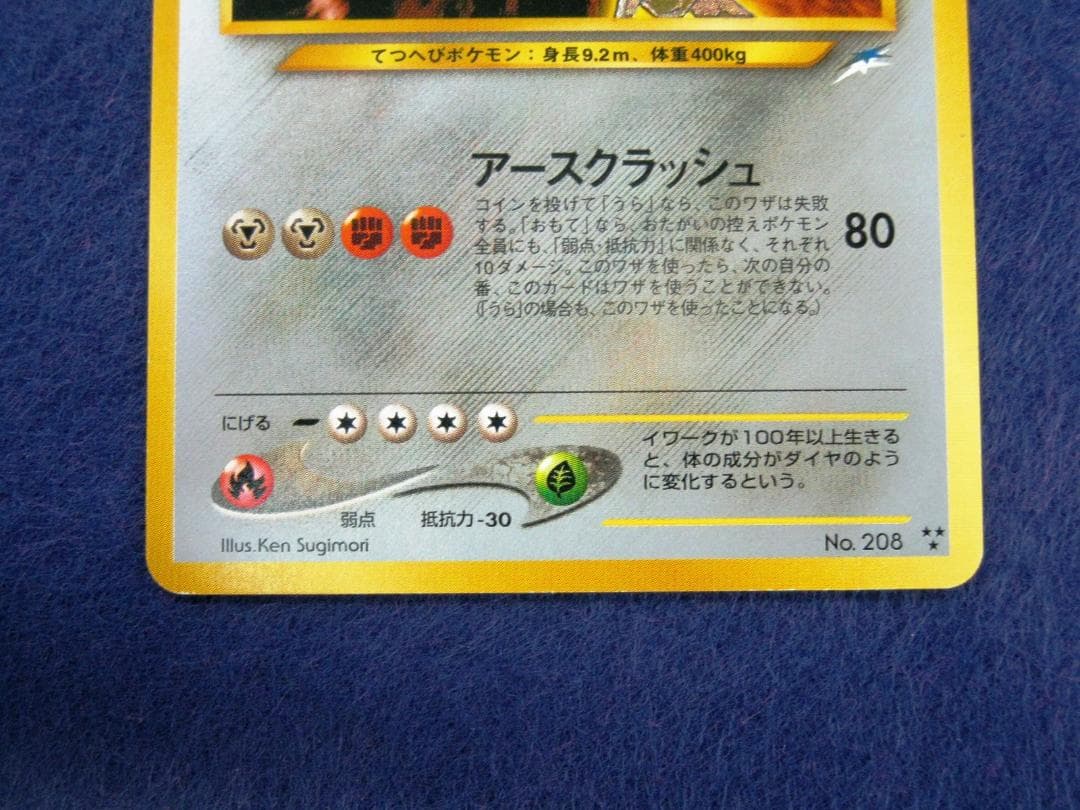 てつへびポケモン：身長9.2m、体重400kg
アースクラッシュ
コインを投げて「うら」なら、このワザは失敗
する。「おもて」なら、おたがいの控えポケモン
全員にも、「弱点・抵抗力」に関係なく、それぞれ
10ダメージ。このワザを使ったら、次の自分の
番、このカードはワザを使うことができない。
（「うら」の場合も、このワザを使ったことになる。）
80
にげる
イワークが100年以上生きる
と、体の成分がダイヤのよう
に変化するという。
弱点
抵抗力-30
Illus.Ken Sugimori
No. 208